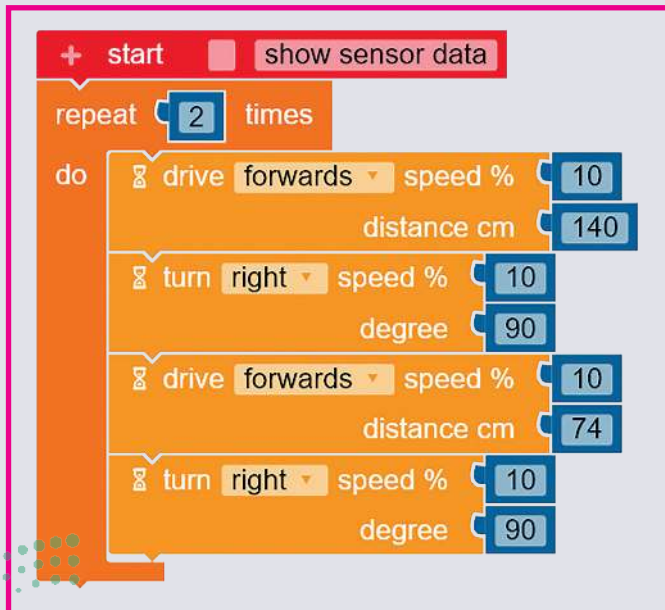 + start show sensor data
repeat 2 times
do drive forwards speed % 10
distance cm 140
turn right speed % 10
degree 90
drive forwards speed % 10
distance cm 74
turn right speed % 10
degree 90